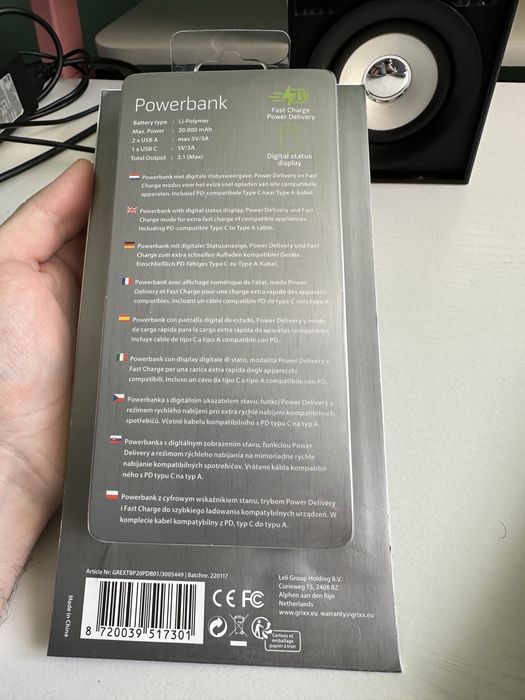 Powerbank
Battery type : Li-Polymer
Max. Power : 20.000 mAh
2 x USB A : max 5V/3A
1 x USB C : 5V/3A
Total Output : 3.1 (Max)
Fast Charge
Power Delivery
Digital status
display
Powerbank met digitale statusweergave, Power Delivery en Fast
Charge modus voor het extra snel opladen van alle compatibele
apparaten. Inclusief PD-compatibele Type C naar Type A-kabel.
Powerbank with digital status display, Power Delivery and Fast
Charge mode for extra fast charge of compatible appliances.
Including PD-compatible Type C to Type A cable.
Powerbank mit digitaler Statusanzeige, Power Delivery und Fast
Charge zum extra schnellen Aufladen kompatibler Geräte.
Einschließlich PD-fähiges Type C-zu-Type A-Kabel.
Powerbank avec affichage numérique de l'état, mode Power
Delivery et Fast Charge pour une charge extra rapide des appareils
compatibles. Incluant un câble compatible PD de type C vers type A.
Powerbank con pantalla digital de estado, Power Delivery y modo
de carga rápida para la carga extra rápida de aparatos compatibles.
Incluye cable de tipo C a tipo A compatible con PD.
Powerbank con display digitale di stato, modalità Power Delivery e
Fast Charge per una carica extra rapida degli apparecchi
compatibili. Incluso un cavo da tipo C a tipo A compatibile con PD.
Powerbanka s digitálním ukazatelem stavu, funkcí Power Delivery a
režimem rychlého nabíjení pro extra rychlé nabíjení kompatibilních
spotřebičů. Včetně kabelu kompatibilního s PD typu C na typ A.
Powerbanka s digitálnym zobrazením stavu, funkciou Power
Delivery a režimom rýchleho nabíjania na mimoriadne rýchle
nabíjanie kompatibilných spotrebičov. Vrátane kábla kompatibil-
ného s PD typu C na typ A.
Powerbank z cyfrowym wskaźnikiem stanu, trybem Power Delivery
i Fast Charge do szybkiego ładowania kompatybilnych urządzeń. W
komplecie kabel kompatybilny z PD, typ C do typu A.
Article Nr: GREXTBP20PDB01/3005449 | Batchnr. 220117
Made in China
8 720039 517301
CE FC
Leli Group Holding B.V.
Curieweg 15, 2408 BZ
Alphen aan den Rijn
Netherlands
www.grixx.eu warranty@grixx.eu
Cartons et
emballage
papier à trier